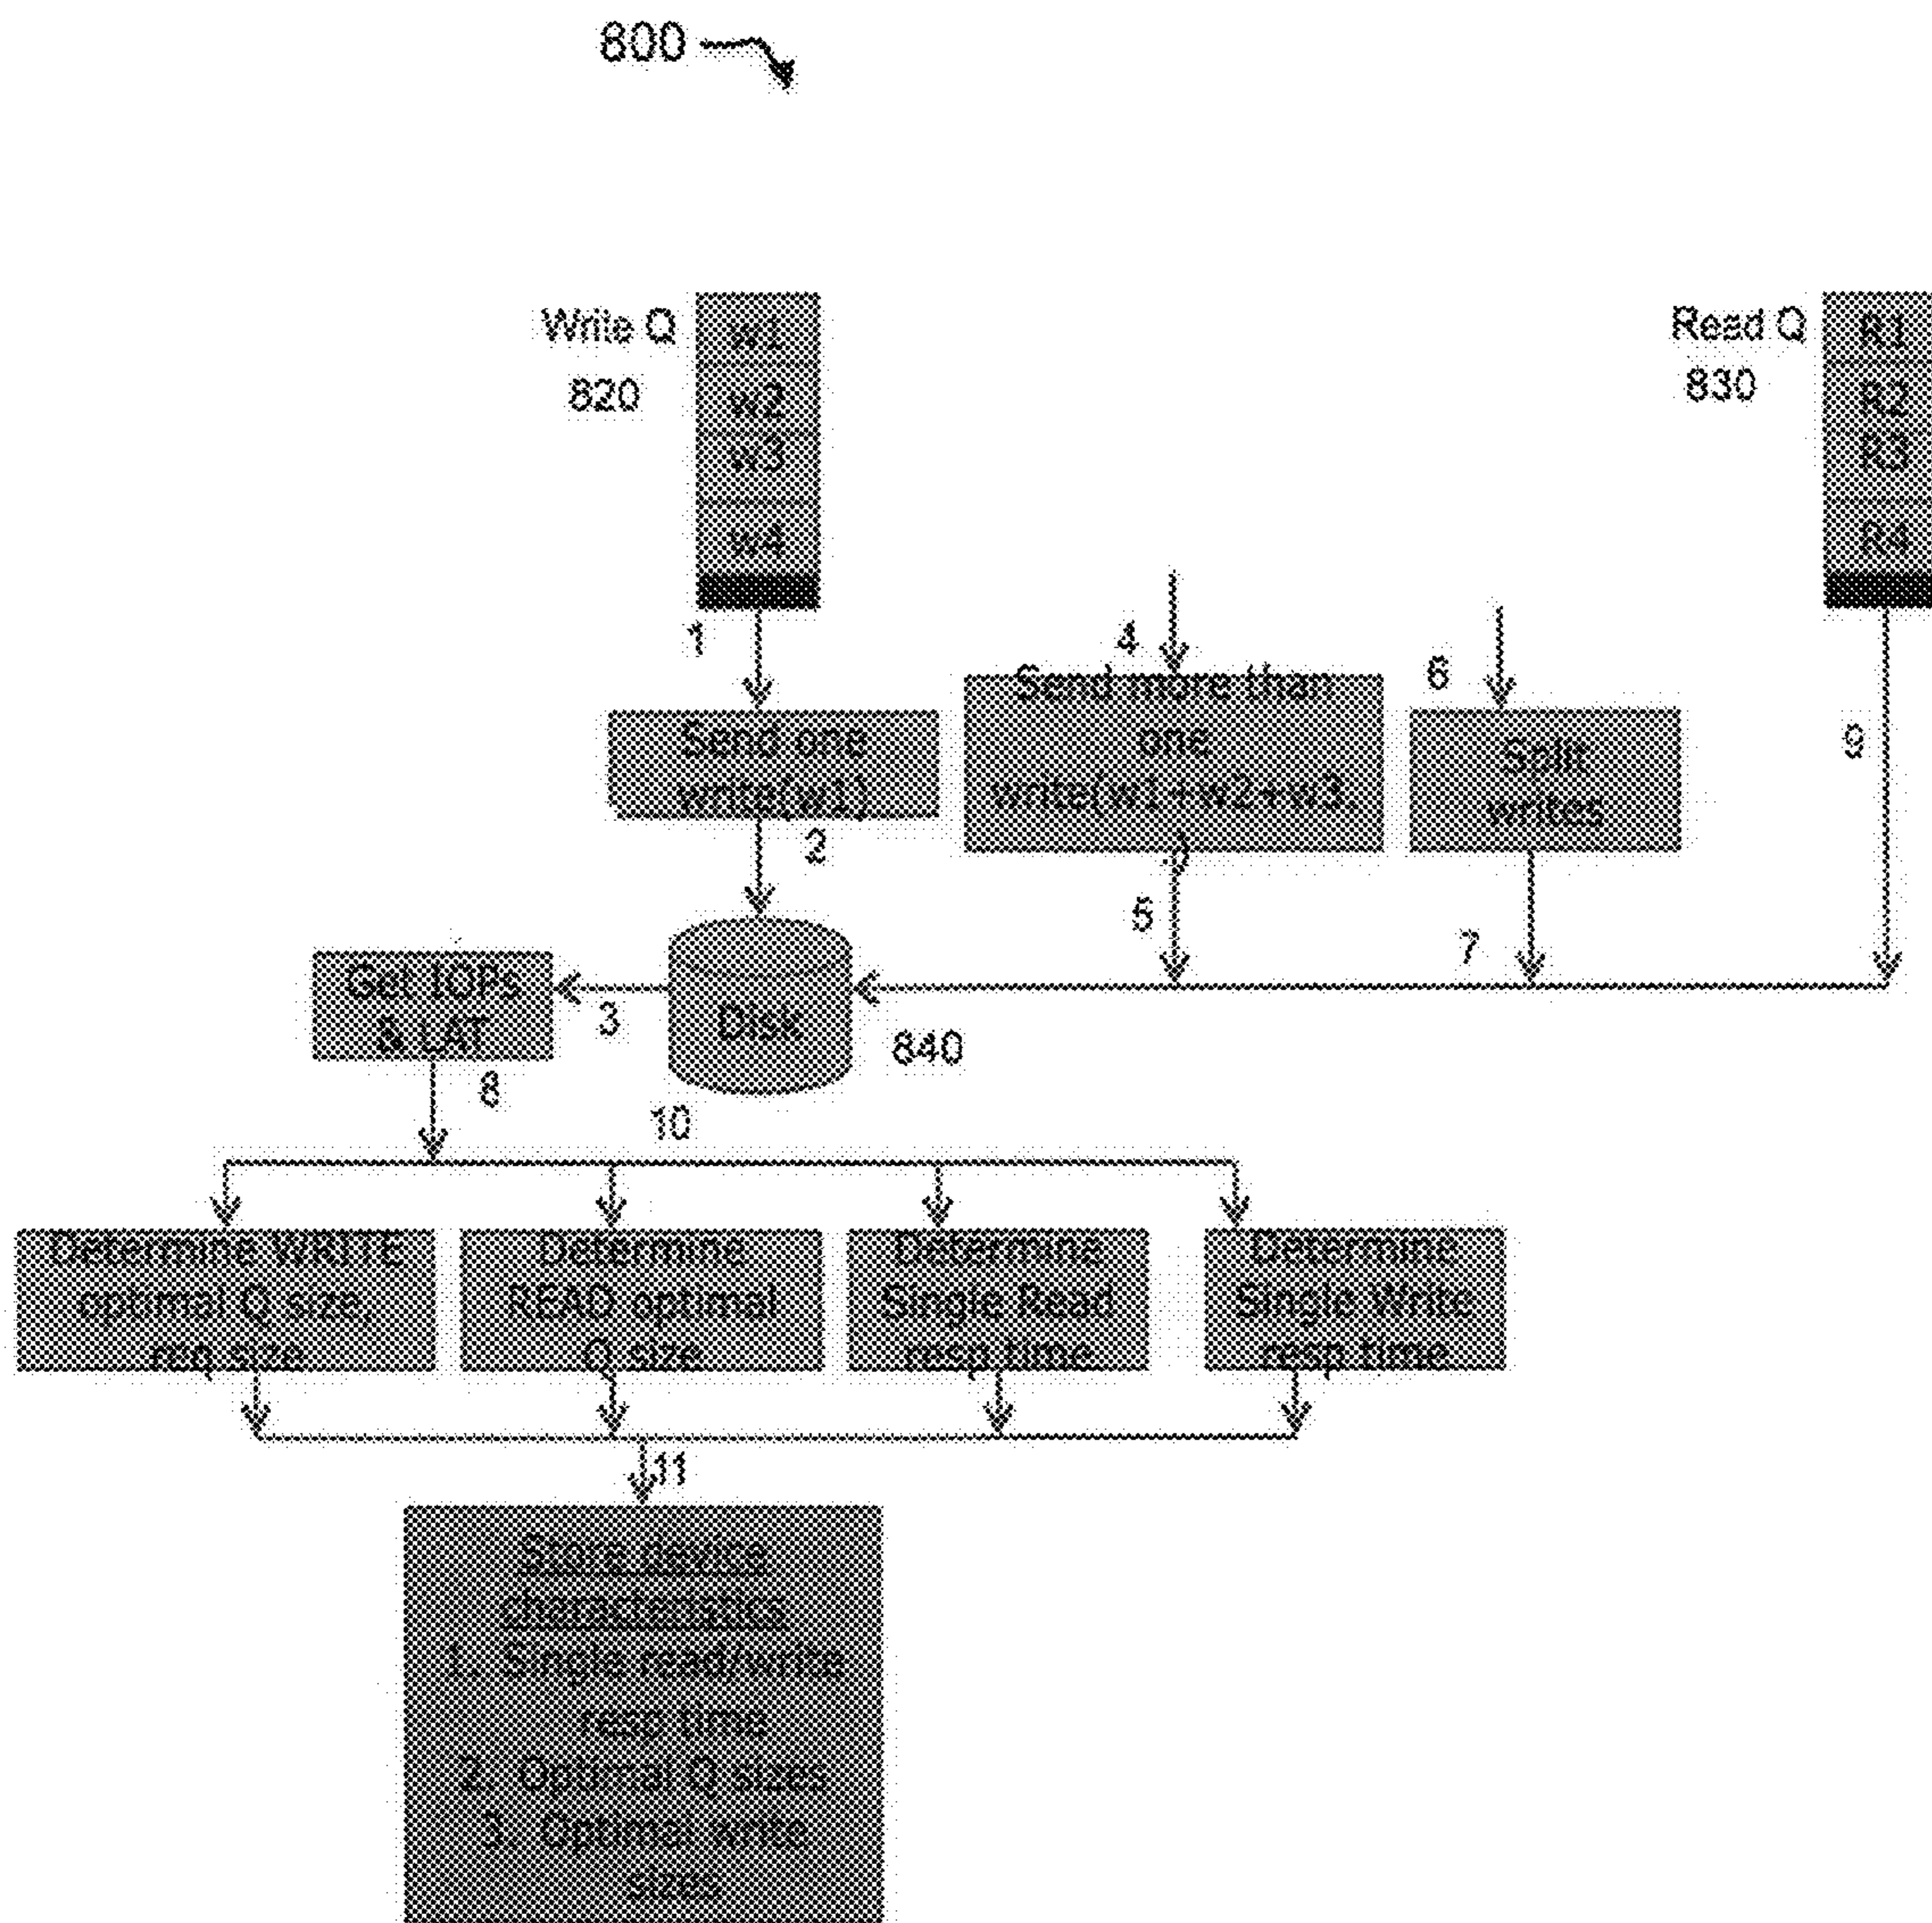 800
Write Q
820
w1
w2
w3
w4
Read Q
830
R1
R2
R3
R4
1
4
6
9
Send one
write(w1)
Send more than
one
write(w1+w2+w3.
.)
Split
writes
2
5
7
Get IOPs
& LAT
3
Disk
840
8
10
Determine WRITE
optimal Q size,
req size
Determine
READ optimal
Q size
Determine
Single Read
resp time
Determine
Single Write
resp time
11
Store device
characteristics
1. Single read/write
resp time
2. Optimal Q sizes
3. Optimal write
sizes